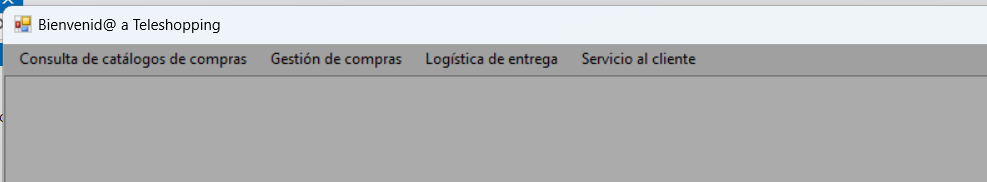 Bienvenid@ a Teleshopping
Consulta de catálogos de compras Gestión de compras Logística de entrega Servicio al cliente